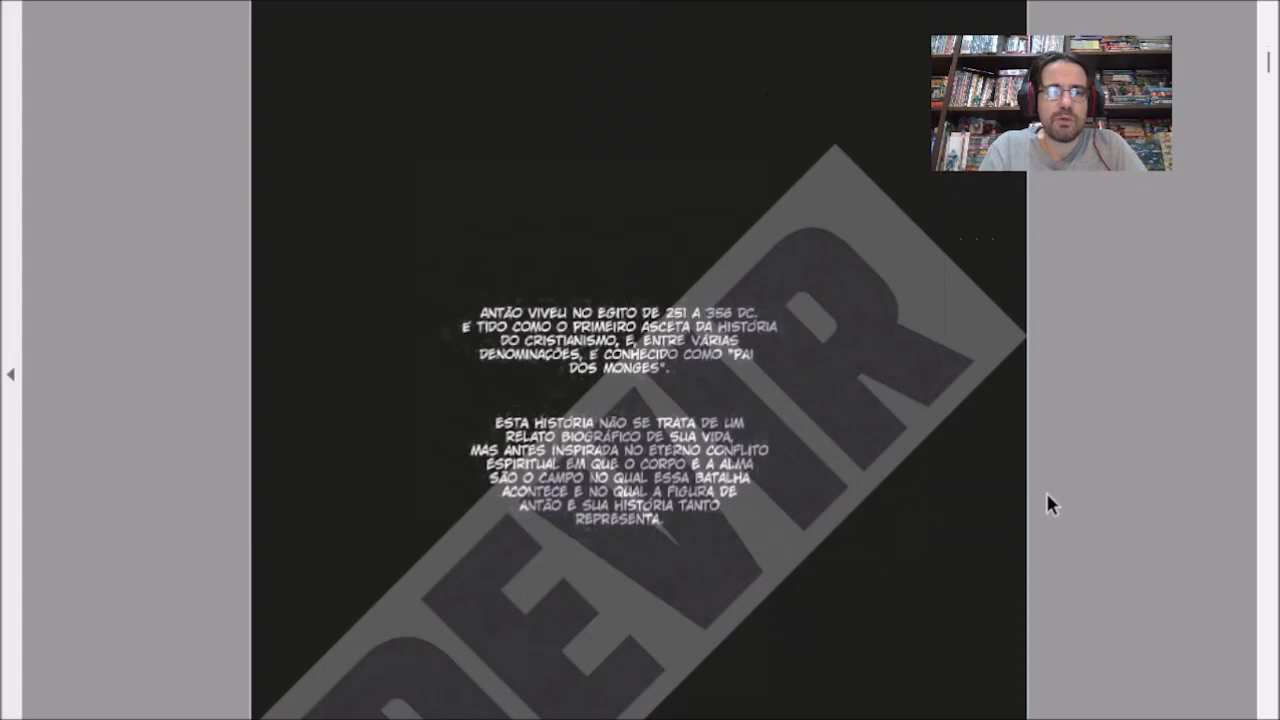 ANTÃO VIVEU NO EGITO DE 251 A 356 DC.
É TIDO COMO O PRIMEIRO ASCETA DA HISTÓRIA
DO CRISTIANISMO, E, ENTRE VÁRIAS
DENOMINAÇÕES, É CONHECIDO COMO "PAI
DOS MONGES".
ESTA HISTÓRIA NÃO SE TRATA DE UM
RELATO BIOGRÁFICO DE SUA VIDA,
MAS ANTES INSPIRADA NO ETERNO CONFLITO
ESPIRITUAL EM QUE O CORPO E A ALMA
SÃO O CAMPO NO QUAL ESSA BATALHA
ACONTECE E NO QUAL A FIGURA DE
ANTÃO E SUA HISTÓRIA TANTO
REPRESENTA.
DEVIR